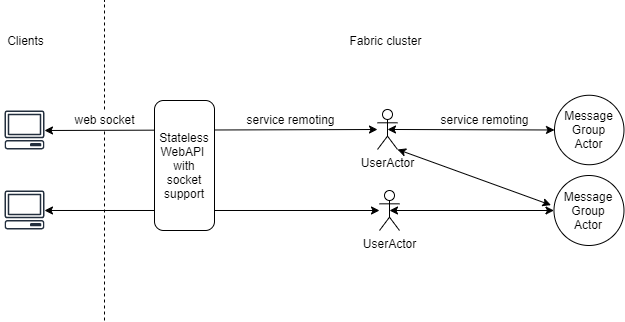 Clients
Fabric cluster
web socket
service remoting
service remoting
Stateless
WebAPI
with
socket
support
UserActor
Message
Group
Actor
UserActor
Message
Group
Actor